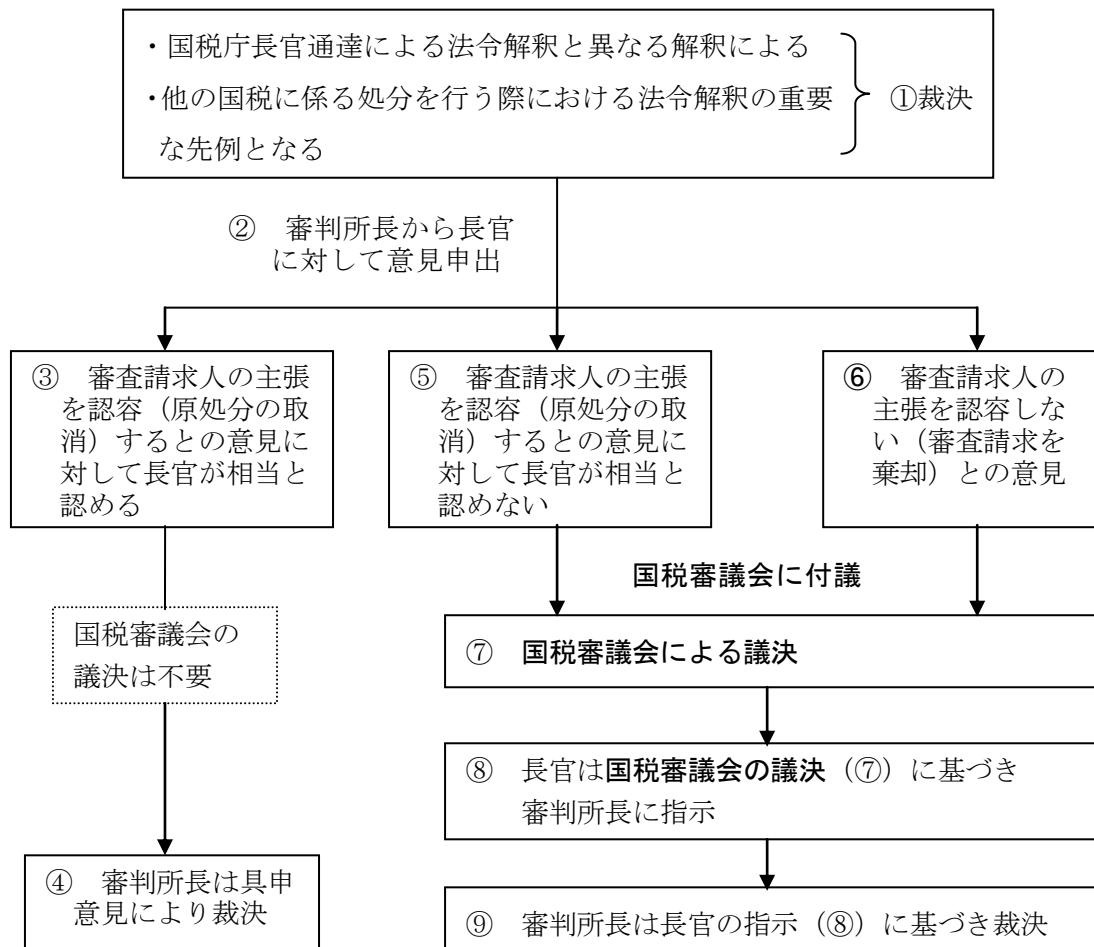 ・国税庁長官通達による法令解釈と異なる解釈による
・他の国税に係る処分を行う際における法令解釈の重要
な先例となる
①裁決
② 審判所長から長官
に対して意見申出
③ 審査請求人の主張
を認容（原処分の取
消）するとの意見に
対して長官が相当と
認める
⑤ 審査請求人の主張
を認容（原処分の取
消）するとの意見に
対して長官が相当と
認めない
⑥ 審査請求人の
主張を認容しな
い（審査請求を
棄却）との意見
国税審議会に付議
国税審議会の
議決は不要
⑦ 国税審議会による議決
⑧ 長官は国税審議会の議決（⑦）に基づき
審判所長に指示
④ 審判所長は具申
意見により裁決
⑨ 審判所長は長官の指示（⑧）に基づき裁決